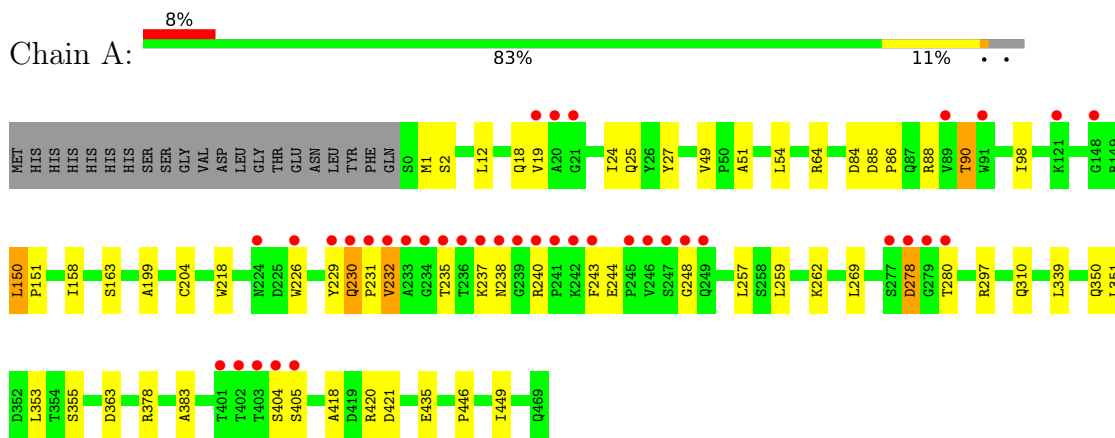 8%
Chain A:
83% 11% • •
MET HIS HIS HIS HIS HIS HIS SER SER GLY VAL ASP LEU GLY THR GLU ASN LEU TYR PHE GLN S0 M1 S2 L12 Q18 V19 A20 G21 I24 Q25 Y26 Y27 V49 P50 A51 L54 R64 D84 D85 P86 Q87 R88 V89 T90 W91 I98 K121 G148 R149
L150 P151 I158 S163 A199 C204 W218 N224 D225 W226 Y229 Q230 P231 V232 A233 G234 T235 T236 K237 N238 G239 R240 P241 K242 F243 E244 P245 V246 S247 G248 Q249 L257 S258 L259 K262 L269 S277 D278 G279 T280 R297 Q310 L339 Q350 L351
D352 L353 T354 S355 D363 R378 A383 T401 T402 T403 S404 S405 A418 D419 R420 D421 E435 P446 I449 Q469